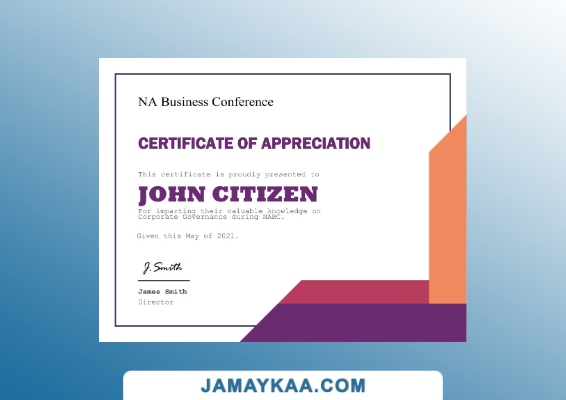 NA Business Conference
CERTIFICATE OF APPRECIATION
This certificate is proudly presented to
JOHN CITIZEN
For imparting their valuable knowledge on
Corporate Governance during NABC.
Given this May of 2021.
J. Smith
James Smith
Director
JAMAYKAA.COM